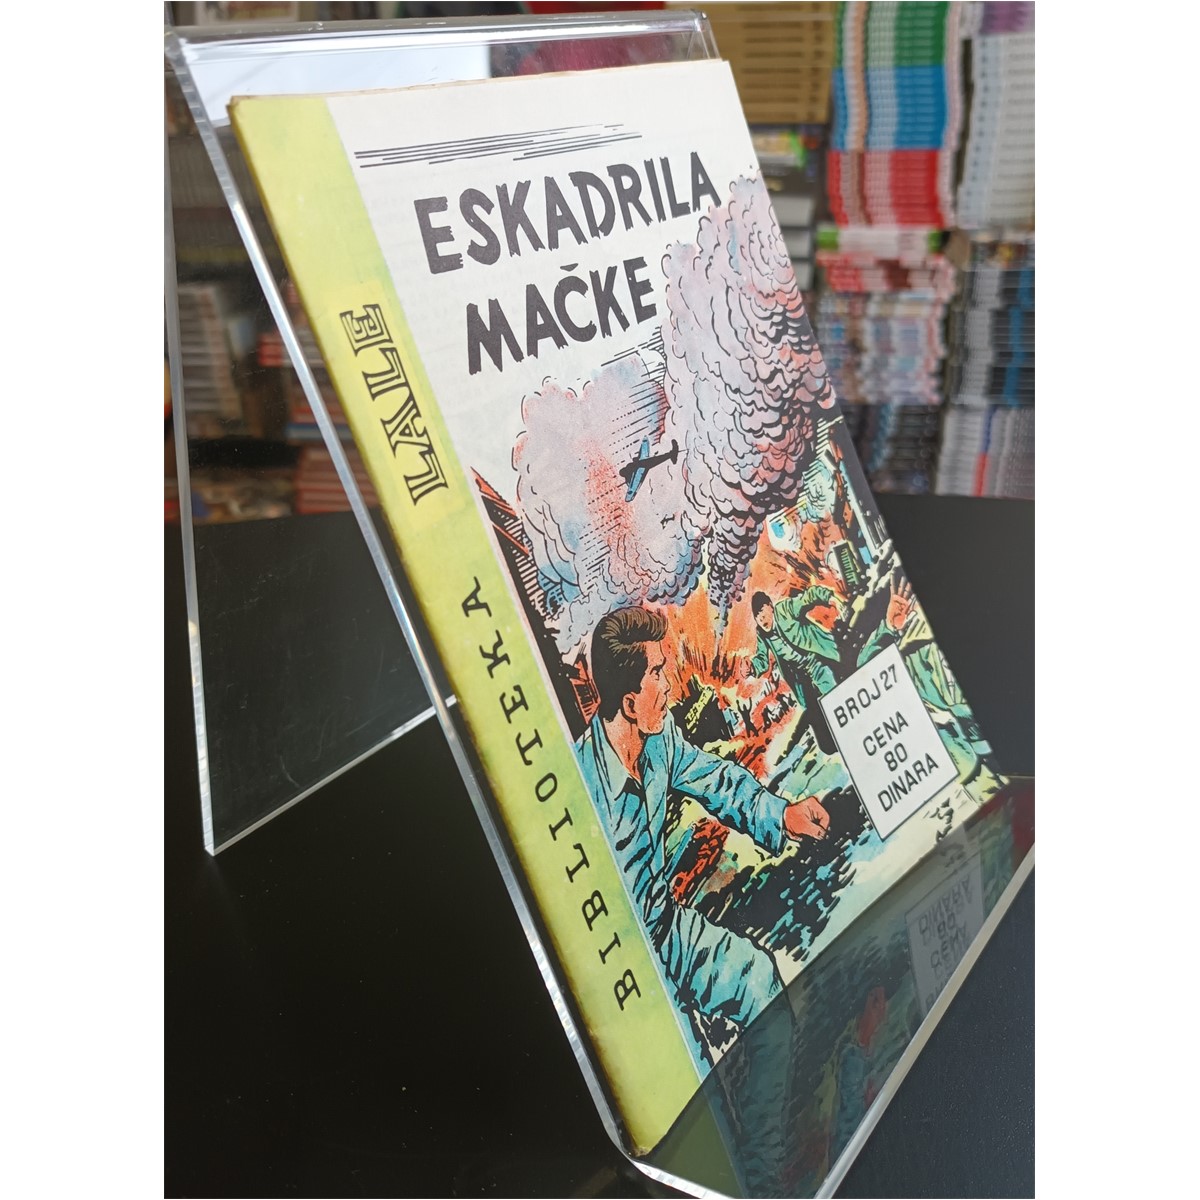 ESKADRILA
MAČKE
BIBLIOTEKA LALE
BROJ 27
CENA
80
DINARA